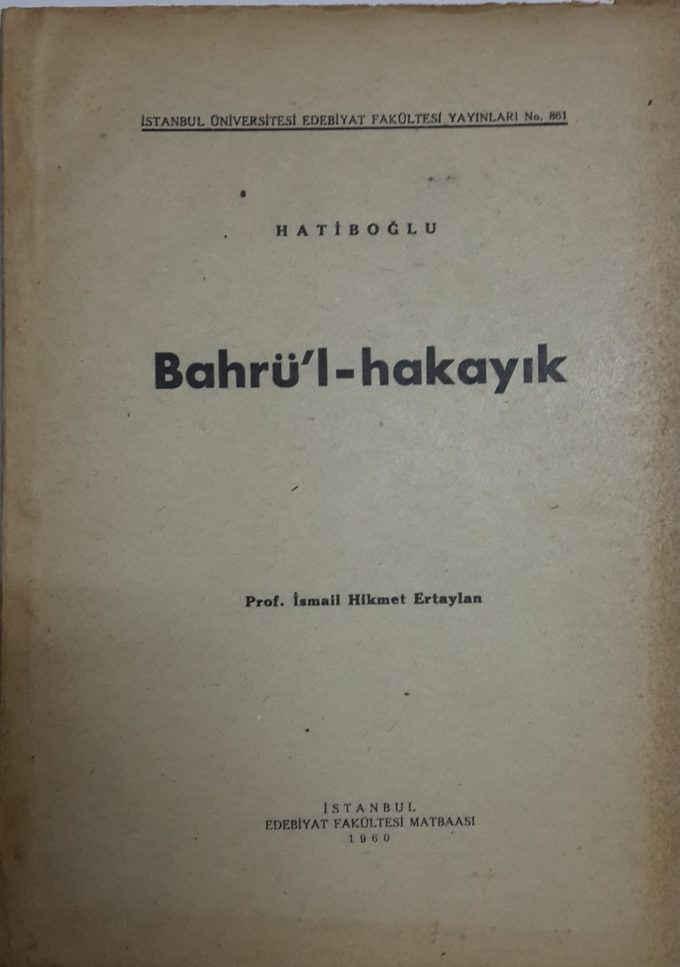 İSTANBUL ÜNİVERSİTESİ EDEBİYAT FAKÜLTESİ YAYINLARI No. 861
HATİBOĞLU
Bahrü'l-hakayık
Prof. İsmail Hikmet Ertaylan
İSTANBUL
EDEBİYAT FAKÜLTESİ MATBAASI
1960